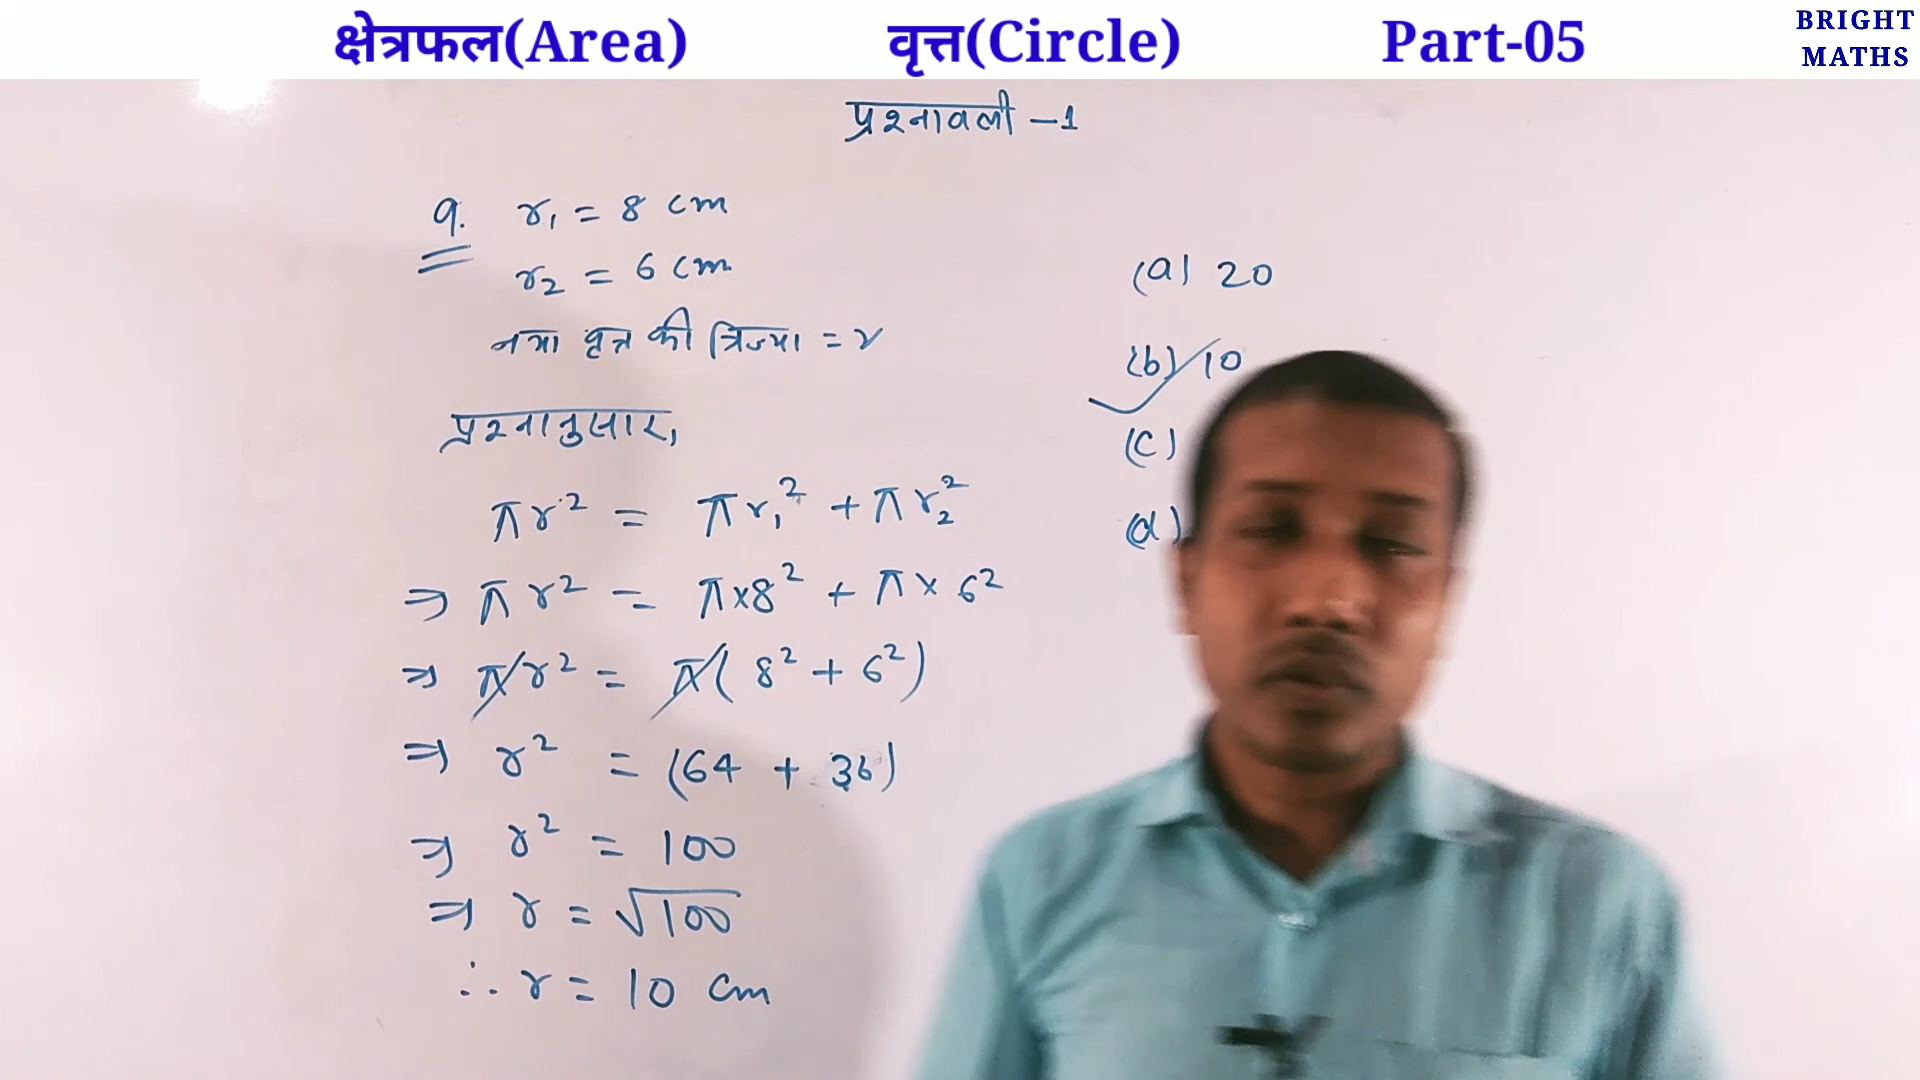 क्षेत्रफल(Area) वृत्त(Circle) Part-05
BRIGHT
MATHS
प्रश्नावली -1
9. r₁ = 8 cm
r₂ = 6 cm
नया वृत्त की त्रिज्या = r
प्रश्नानुसार,
πr² = πr₁² + πr₂²
⇒ πr² = π×8² + π×6²
⇒ πr² = π(8² + 6²)
⇒ r² = (64 + 36)
⇒ r² = 100
⇒ r = √100
∴ r = 10 cm
(a) 20
(b) 10
(c)
(d)